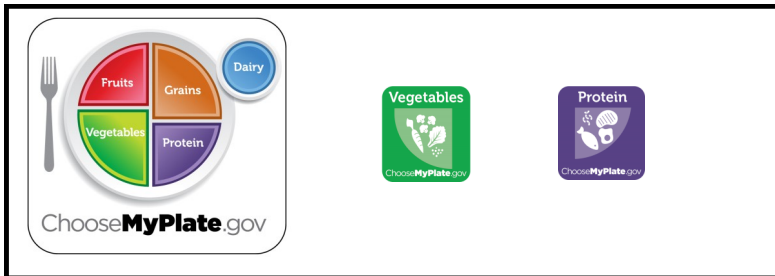 Fruits
Grains
Dairy
Vegetables
Protein
ChooseMyPlate.gov
Vegetables
ChooseMyPlate.gov
Protein
ChooseMyPlate.gov